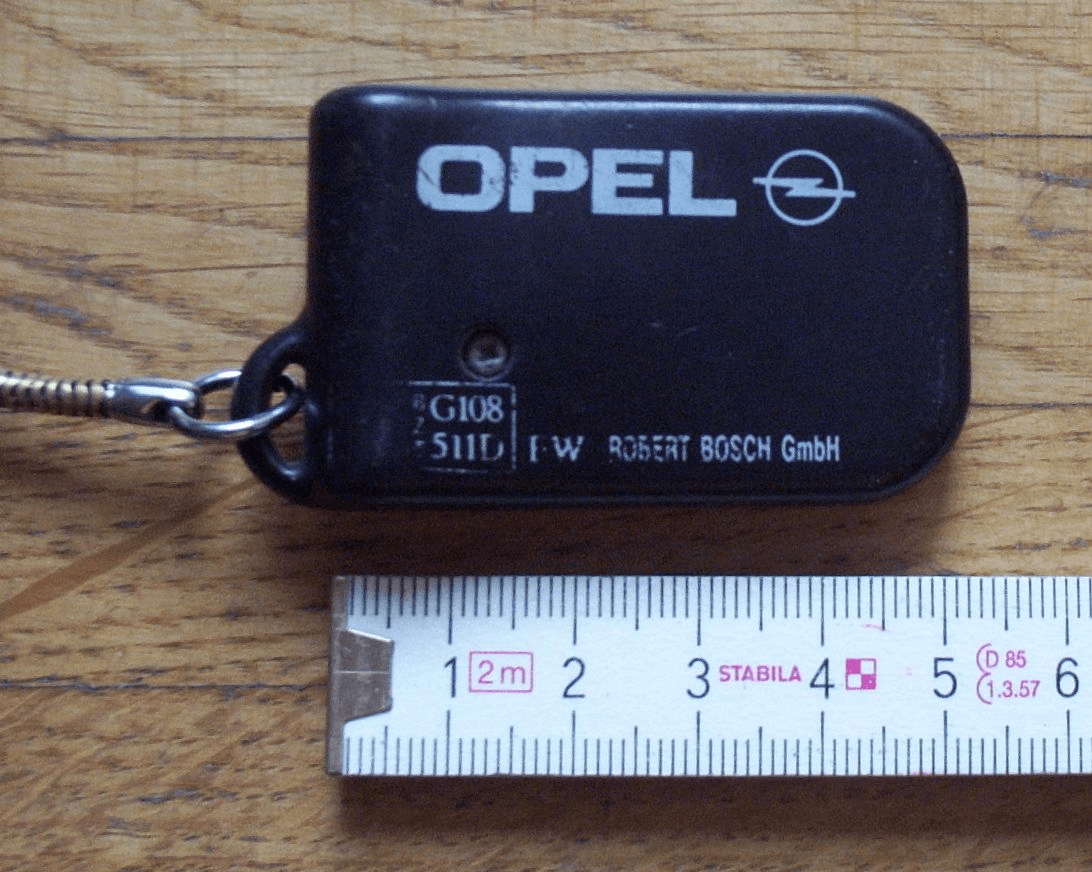 OPEL
G108
511D W ROBERT BOSCH GmbH
1 2m 2 3 STABILA 4 5 D 85 6
1.3.57